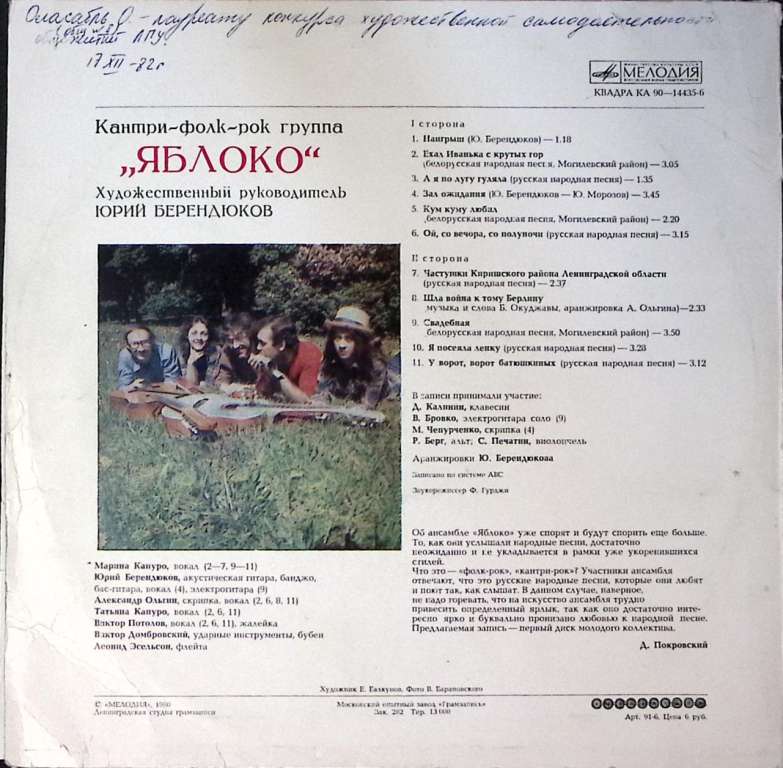 лауреату конкурса художественной самодеятельности
ЛПУ.
17 XII -82г
МЕЛОДИЯ
КВАДРА КА 90—14435-6
Кантри-фолк-рок группа
„ЯБЛОКО“
Художественный руководитель
ЮРИЙ БЕРЕНДЮКОВ
I сторона
1. Наигрыш (Ю. Берендюков) — 1.18
2. Ехал Иванька с крутых гор
(белорусская народная песня, Могилевский район) — 3.05
3. А я по лугу гуляла (русская народная песня) — 1.35
4. Зал ожидания (Ю. Берендюков — Ю. Морозов) — 3.45
5. Кум куму любил
(белорусская народная песня, Могилевский район) — 2.20
6. Ой, со вечора, со полуночи (русская народная песня) — 3.15
II сторона
7. Частушки Киришского района Ленинградской области
(русская народная песня) — 2.37
8. Шла война к тому Берлину
музыка и слова Б. Окуджавы, аранжировка А. Ольгина) — 2.33
9. Свадебная
белорусская народная песня, Могилевский район) — 3.50
10. Я посеяла ленку (русская народная песня) — 3.28
11. У ворот, ворот батюшкиных (русская народная песня) — 3.12
В записи принимали участие:
Д. Калинин, клавесин
В. Бровко, электрогитара соло (9)
М. Чепурченко, скрипка (4)
Р. Берг, альт; С. Печатин, виолончель
Аранжировки Ю. Берендюкова
Записано по системе АВС
Звукорежиссер Ф. Гурджи
Марина Капуро, вокал (2—7, 9—11)
Юрий Берендюков, акустическая гитара, банджо,
бас-гитара, вокал (4), электрогитара (9)
Александр Ольгин, скрипка, вокал (2, 6, 8, 11)
Татьяна Капуро, вокал (2, 6, 11)
Виктор Потолов, вокал (2, 6, 11), жалейка
Виктор Домбровский, ударные инструменты, бубен
Леонид Эсельсон, флейта
Об ансамбле «Яблоко» уже спорят и будут спорить еще больше.
То, как они услышали народные песни, достаточно
неожиданно и не укладывается в рамки уже укоренившихся
стилей.
Что это — «фолк-рок», «кантри-рок»? Участники ансамбля
отвечают, что это русские народные песни, которые они любят
и поют так, как слышат. В данном случае, наверное,
не надо горевать, что на искусство ансамбля трудно
привесить определенный ярлык, так как оно достаточно инте-
ресно ярко и буквально пронизано любовью к народной песне.
Предлагаемая запись — первый диск молодого коллектива.
Д. Покровский
Художник Е. Галкунов, Фото В. Барановского
С. «МЕЛОДИЯ», 1980
Ленинградская студия грамзаписи
Московский опытный завод «Грамзапись»
Зак. 282 Тир. 13 000
Арт. 91-6. Цена 6 руб.